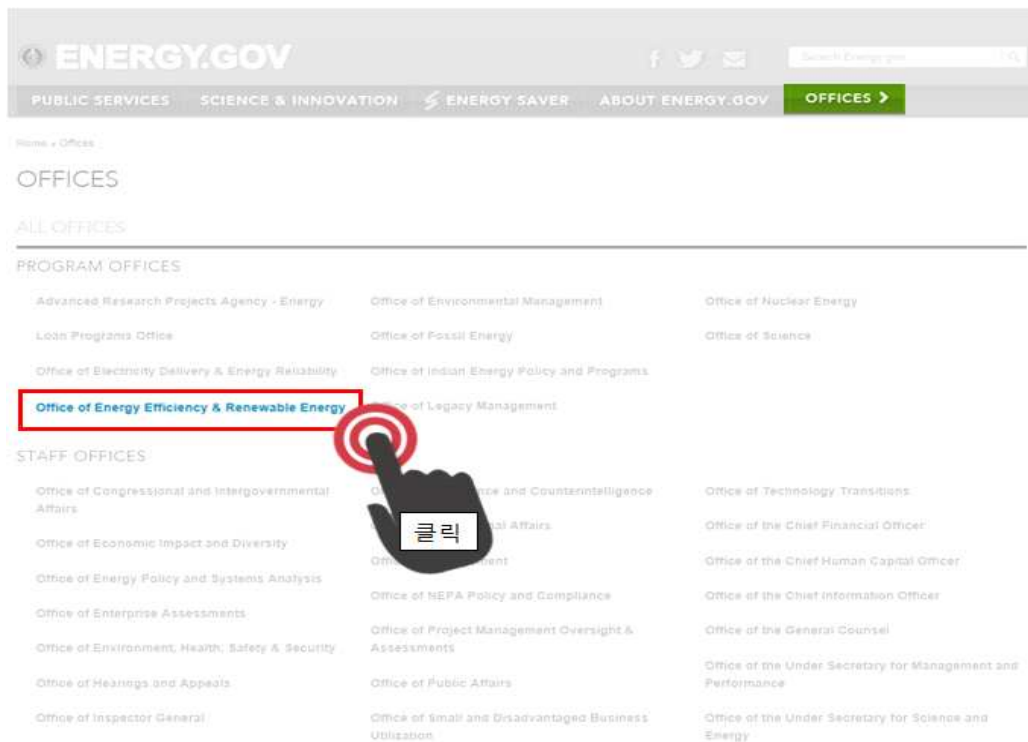 ENERGY.GOV
Search Energy.gov
PUBLIC SERVICES SCIENCE & INNOVATION ENERGY SAVER ABOUT ENERGY.GOV OFFICES
Home » Offices
OFFICES
ALL OFFICES
PROGRAM OFFICES
Advanced Research Projects Agency - Energy Office of Environmental Management Office of Nuclear Energy
Loan Programs Office Office of Fossil Energy Office of Science
Office of Electricity Delivery & Energy Reliability Office of Indian Energy Policy and Programs
Office of Energy Efficiency & Renewable Energy of Legacy Management
STAFF OFFICES
Office of Congressional and Intergovernmental and Counterintelligence Office of Technology Transitions
Affairs
Affairs Office of the Chief Financial Officer
클릭
Office of Economic Impact and Diversity
Office of the Chief Human Capital Officer
Office of Energy Policy and Systems Analysis
Office of NEPA Policy and Compliance Office of the Chief Information Officer
Office of Enterprise Assessments
Office of Project Management Oversight & Office of the General Counsel
Office of Environment, Health, Safety & Security Assessments
Office of the Under Secretary for Management and
Office of Hearings and Appeals Office of Public Affairs Performance
Office of Inspector General Office of Small and Disadvantaged Business Office of the Under Secretary for Science and
Utilization Energy